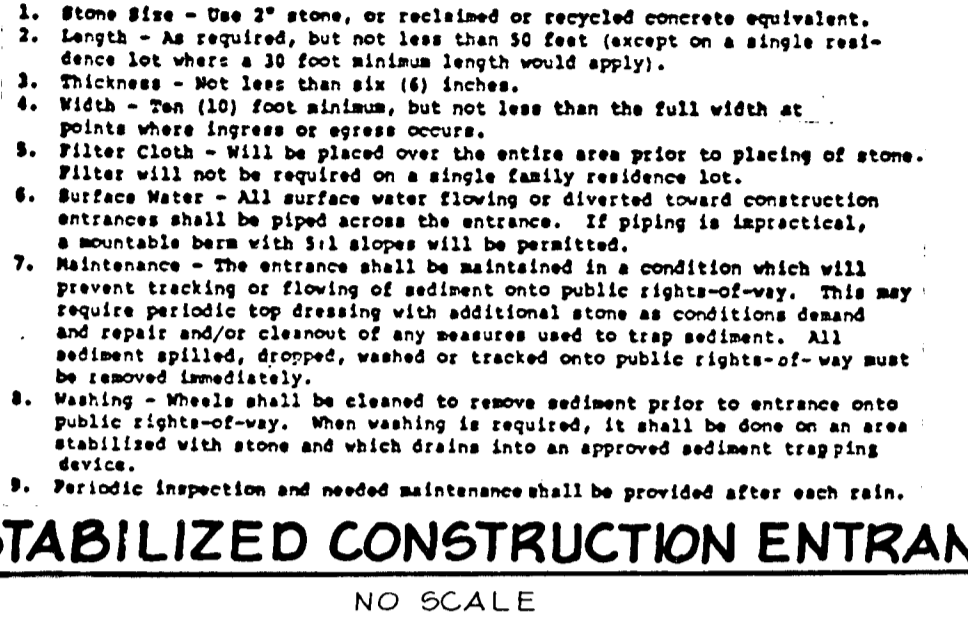 1. Stone Size - Use 2" stone, or reclaimed or recycled concrete equivalent.
2. Length - As required, but not less than 50 feet (except on a single resi-
dence lot where a 30 foot minimum length would apply).
3. Thickness - Not less than six (6) inches.
4. Width - Ten (10) foot minimum, but not less than the full width at
points where ingress or egress occurs.
5. Filter Cloth - Will be placed over the entire area prior to placing of stone.
Filter will not be required on a single family residence lot.
6. Surface Water - All surface water flowing or diverted toward construction
entrances shall be piped across the entrance. If piping is impractical,
a mountable berm with 5:1 slopes will be permitted.
7. Maintenance - The entrance shall be maintained in a condition which will
prevent tracking or flowing of sediment onto public rights-of-way. This may
require periodic top dressing with additional stone as conditions demand
and repair and/or cleanout of any measures used to trap sediment. All
sediment spilled, dropped, washed or tracked onto public rights-of-way must
be removed immediately.
8. Washing - Wheels shall be cleaned to remove sediment prior to entrance onto
public rights-of-way. When washing is required, it shall be done on an area
stabilized with stone and which drains into an approved sediment trapping
device.
9. Periodic inspection and needed maintenance shall be provided after each rain.
STABILIZED CONSTRUCTION ENTRAN
NO SCALE